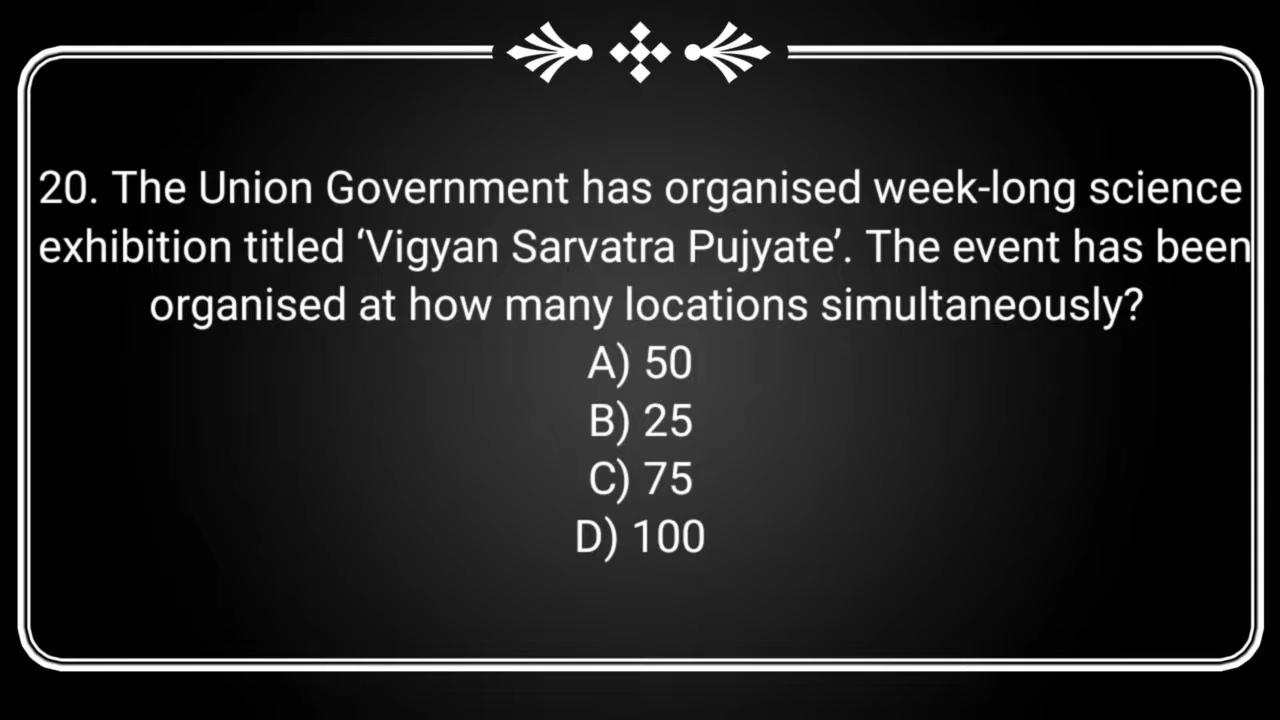 20. The Union Government has organised week-long science
exhibition titled ‘Vigyan Sarvatra Pujyate’. The event has been
organised at how many locations simultaneously?
A) 50
B) 25
C) 75
D) 100